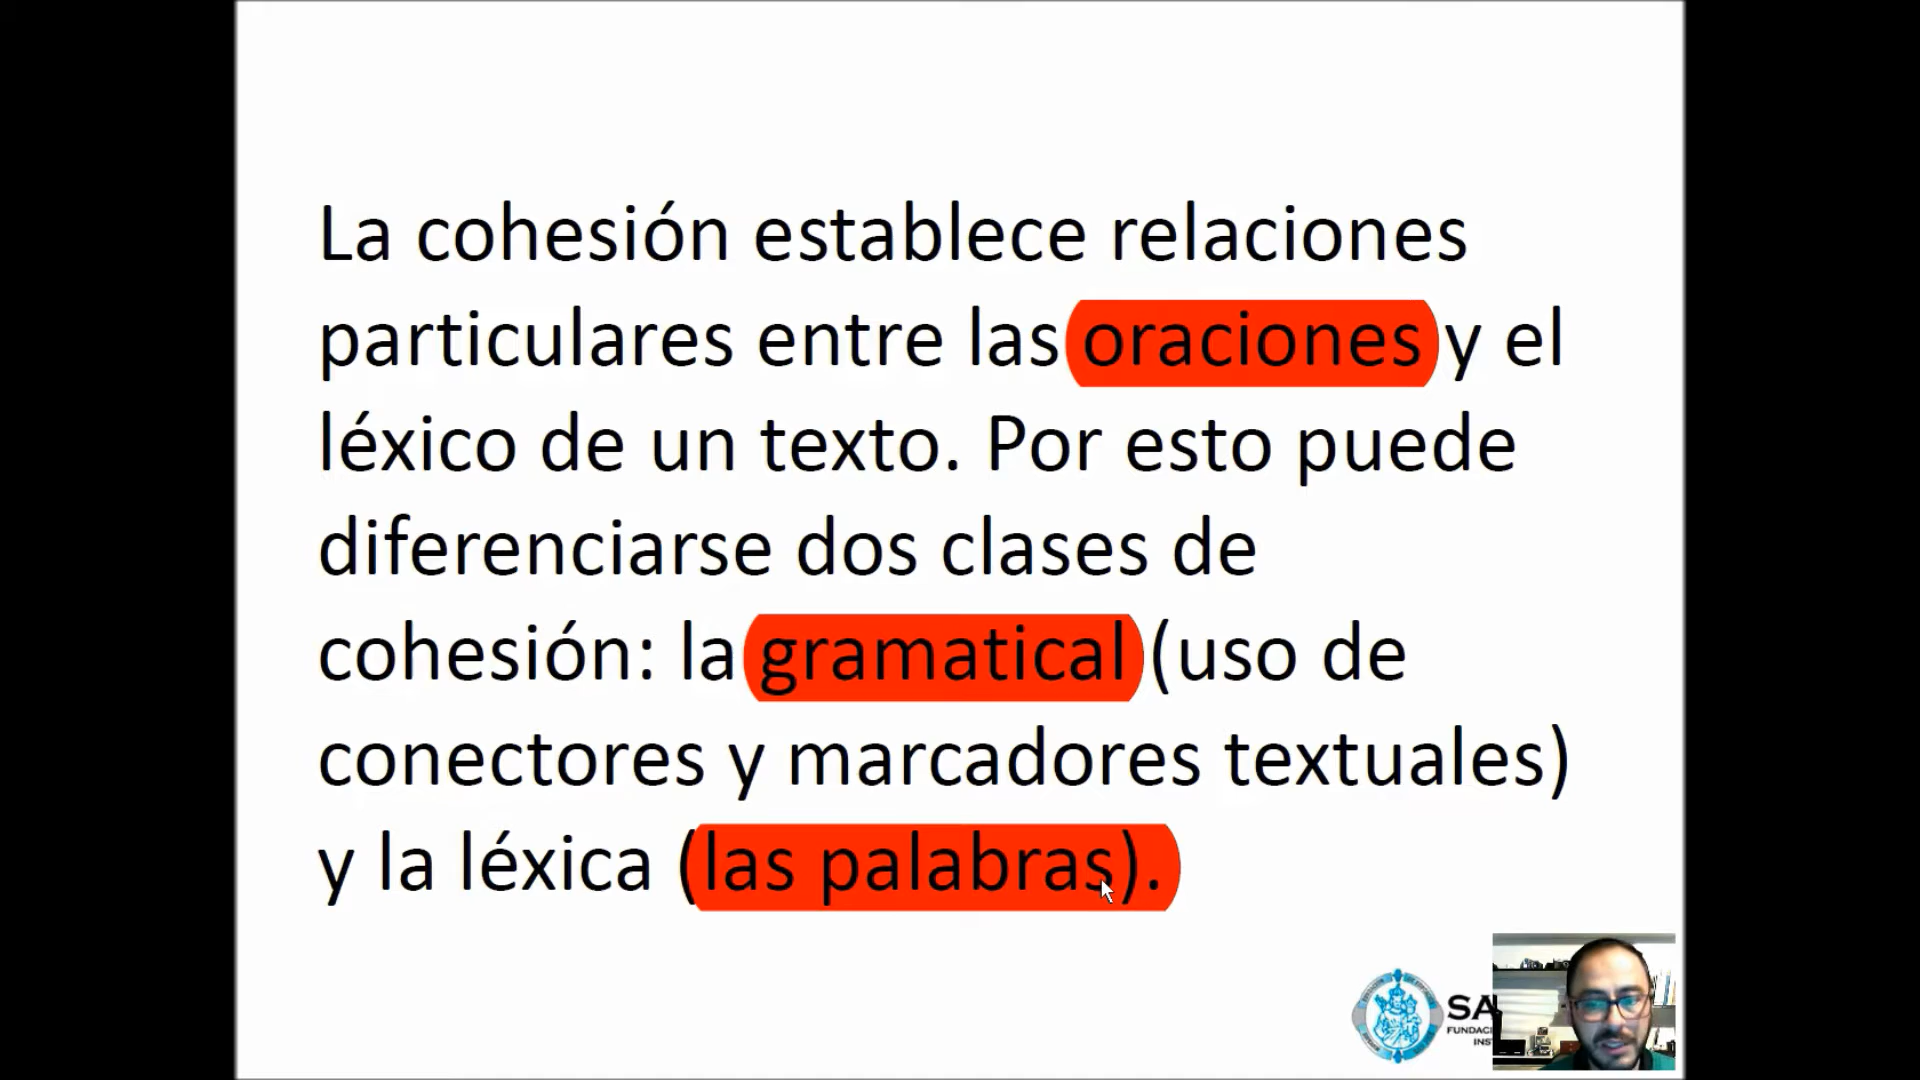 La cohesión establece relaciones
particulares entre las oraciones y el
léxico de un texto. Por esto puede
diferenciarse dos clases de
cohesión: la gramatical (uso de
conectores y marcadores textuales)
y la léxica (las palabras).